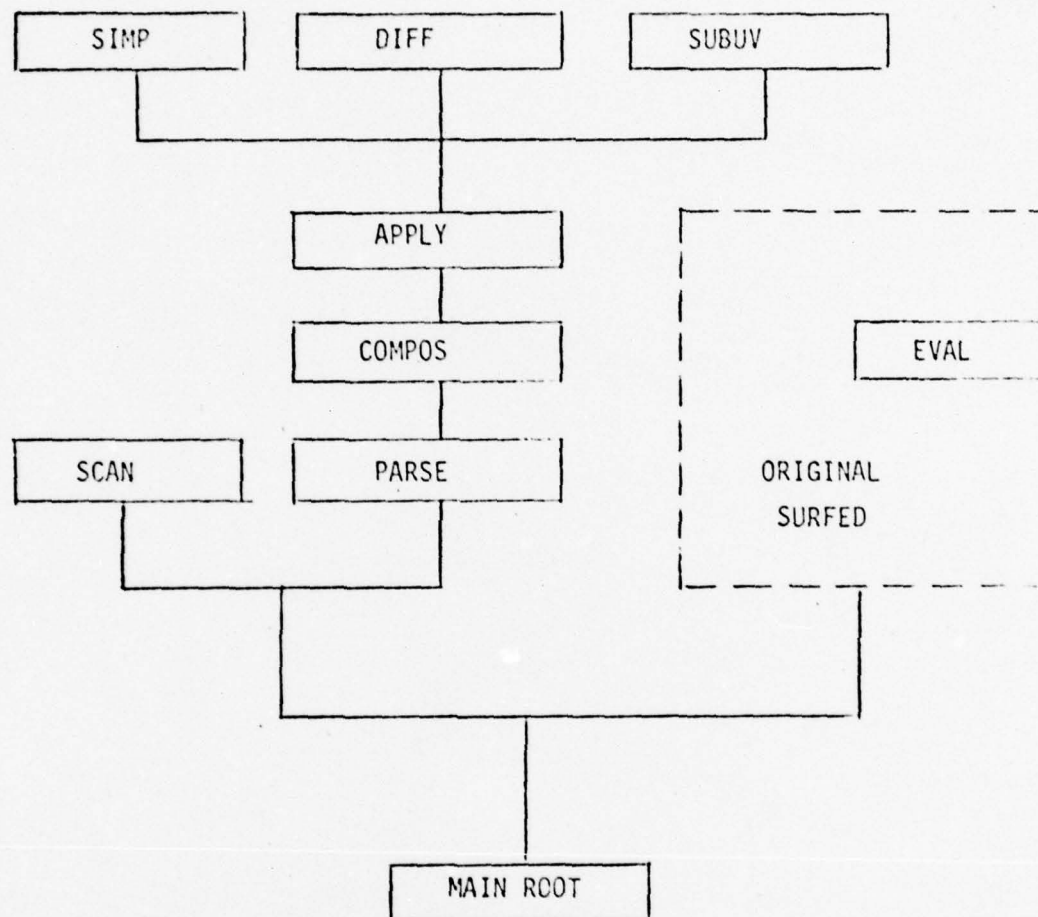 SIMP
DIFF
SUBUV
APPLY
COMPOS
EVAL
SCAN
PARSE
ORIGINAL
SURFED
MAIN ROOT